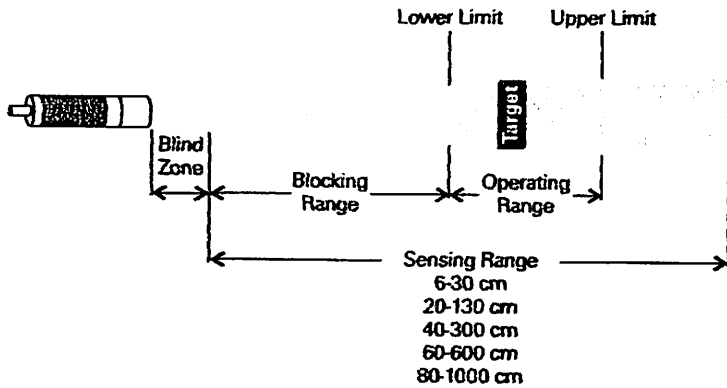 Lower Limit
Upper Limit
Target
Blind
Zone
Blocking
Range
Operating
Range
Sensing Range
6-30 cm
20-130 cm
40-300 cm
60-600 cm
80-1000 cm